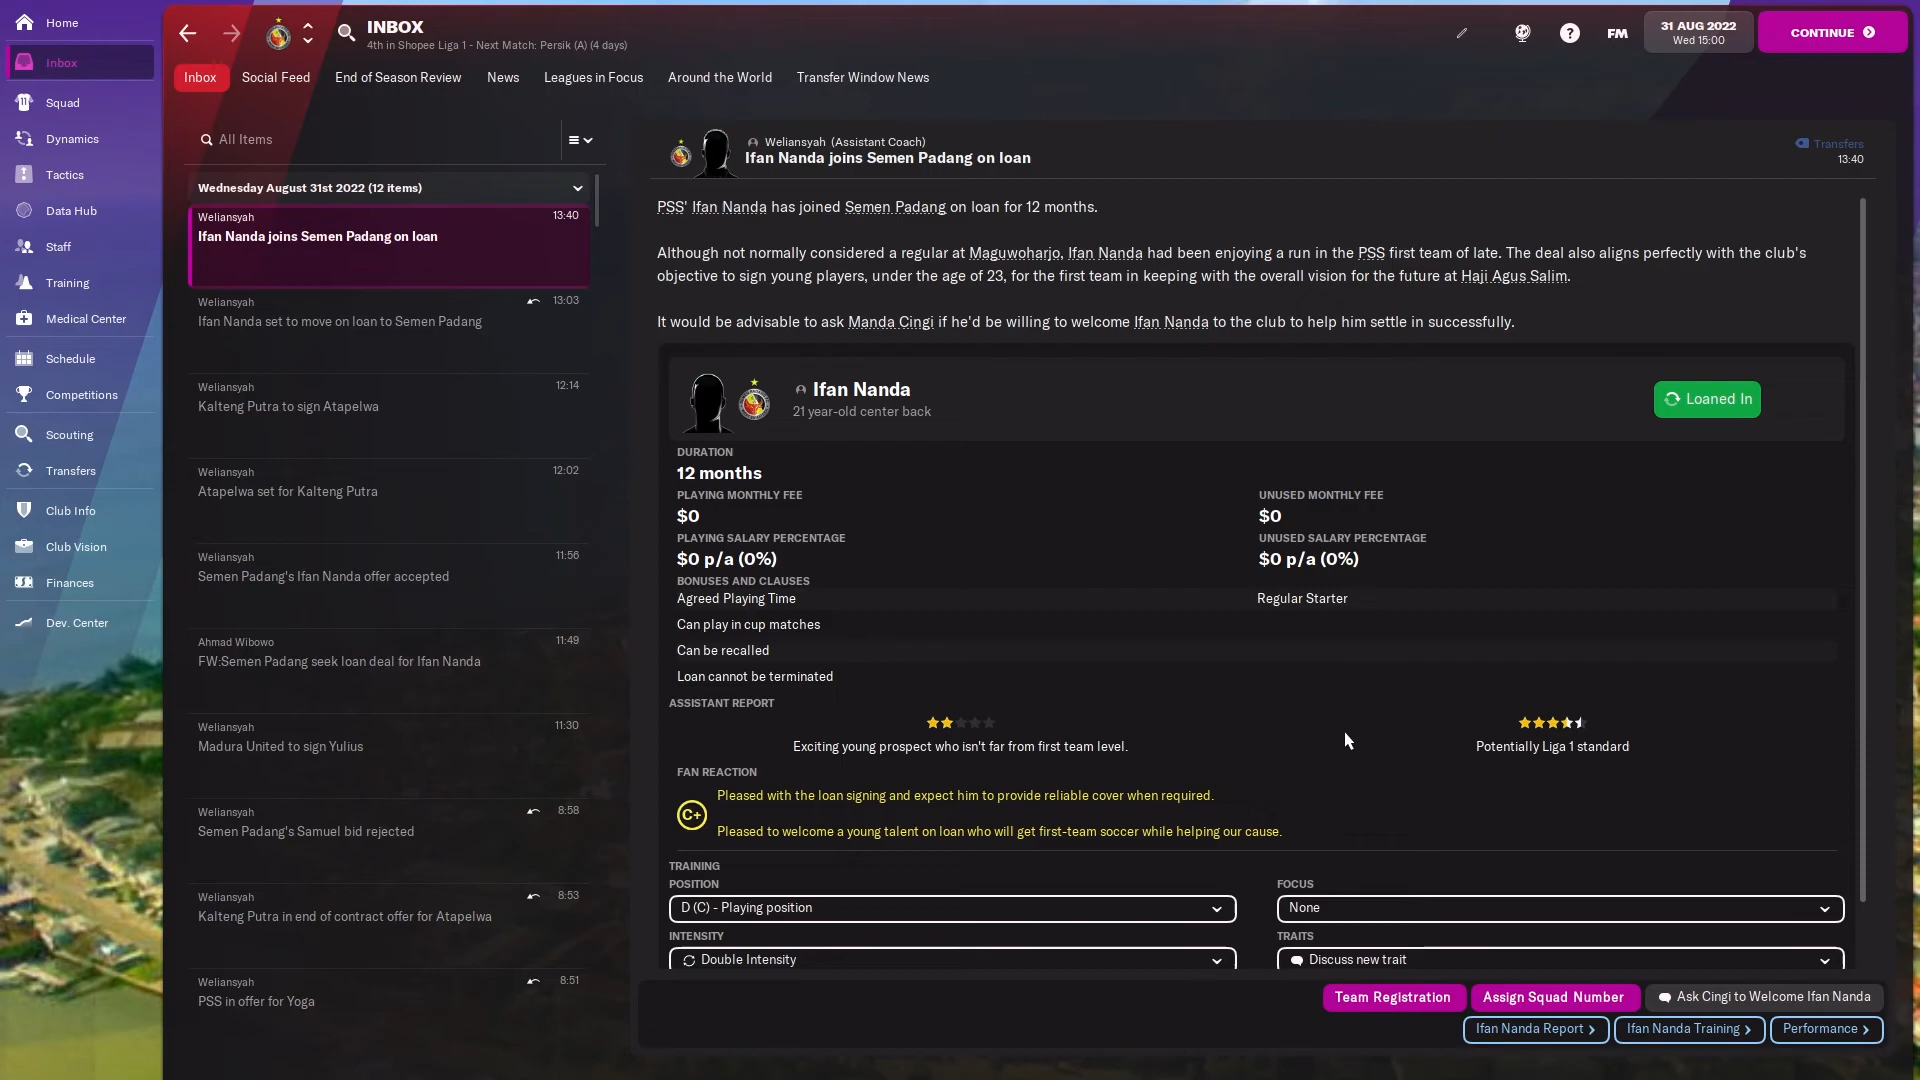 Home
Inbox
Squad
Dynamics
Tactics
Data Hub
Staff
Training
Medical Center
Schedule
Competitions
Scouting
Transfers
Club Info
Club Vision
Finances
Dev. Center
INBOX
4th in Shopee Liga 1 - Next Match: Persik (A) (4 days)
?
FM
31 AUG 2022
Wed 15:00
CONTINUE
Inbox
Social Feed
End of Season Review
News
Leagues in Focus
Around the World
Transfer Window News
All Items
Wednesday August 31st 2022 (12 items)
Weliansyah
13:40
Ifan Nanda joins Semen Padang on loan
Weliansyah
13:03
Ifan Nanda set to move on loan to Semen Padang
Weliansyah
12:14
Kalteng Putra to sign Atapelwa
Weliansyah
12:02
Atapelwa set for Kalteng Putra
Weliansyah
11:56
Semen Padang's Ifan Nanda offer accepted
Ahmad Wibowo
11:49
FW:Semen Padang seek loan deal for Ifan Nanda
Weliansyah
11:30
Madura United to sign Yulius
Weliansyah
8:58
Semen Padang's Samuel bid rejected
Weliansyah
8:53
Kalteng Putra in end of contract offer for Atapelwa
Weliansyah
8:51
PSS in offer for Yoga
Weliansyah (Assistant Coach)
Ifan Nanda joins Semen Padang on loan
Transfers
13:40
PSS' Ifan Nanda has joined Semen Padang on loan for 12 months.
Although not normally considered a regular at Maguwoharjo, Ifan Nanda had been enjoying a run in the PSS first team of late. The deal also aligns perfectly with the club's
objective to sign young players, under the age of 23, for the first team in keeping with the overall vision for the future at Haji Agus Salim.
It would be advisable to ask Manda Cingi if he'd be willing to welcome Ifan Nanda to the club to help him settle in successfully.
Ifan Nanda
21 year-old center back
Loaned In
DURATION
12 months
PLAYING MONTHLY FEE
UNUSED MONTHLY FEE
$0
$0
PLAYING SALARY PERCENTAGE
UNUSED SALARY PERCENTAGE
$0 p/a (0%)
$0 p/a (0%)
BONUSES AND CLAUSES
Agreed Playing Time
Regular Starter
Can play in cup matches
Can be recalled
Loan cannot be terminated
ASSISTANT REPORT
Exciting young prospect who isn't far from first team level.
Potentially Liga 1 standard
FAN REACTION
C+
Pleased with the loan signing and expect him to provide reliable cover when required.
Pleased to welcome a young talent on loan who will get first-team soccer while helping our cause.
TRAINING
POSITION
FOCUS
D (C) - Playing position
None
INTENSITY
TRAITS
Double Intensity
Discuss new trait
Team Registration
Assign Squad Number
Ask Cingi to Welcome Ifan Nanda
Ifan Nanda Report
Ifan Nanda Training
Performance